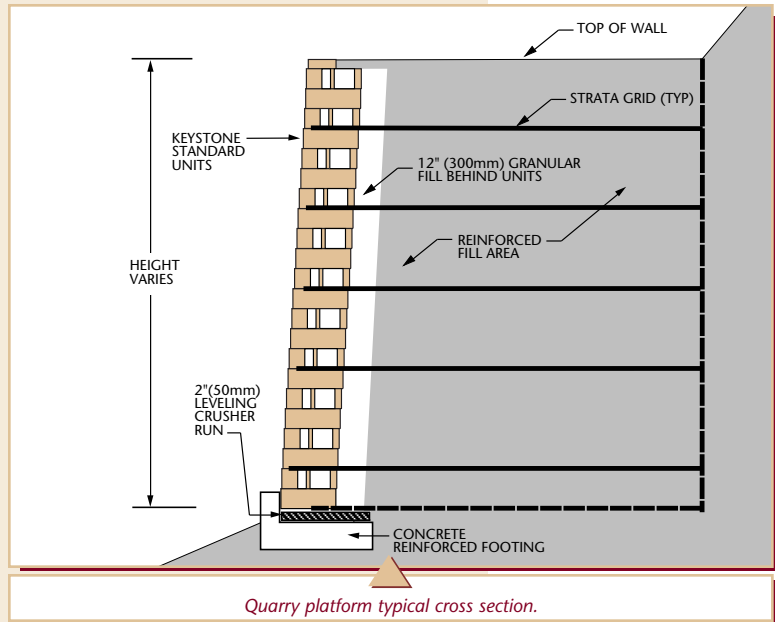 TOP OF WALL
STRATA GRID (TYP)
KEYSTONE
STANDARD
UNITS
12" (300mm) GRANULAR
FILL BEHIND UNITS
REINFORCED
FILL AREA
HEIGHT
VARIES
2"(50mm)
LEVELING
CRUSHER
RUN
CONCRETE
REINFORCED FOOTING
Quarry platform typical cross section.